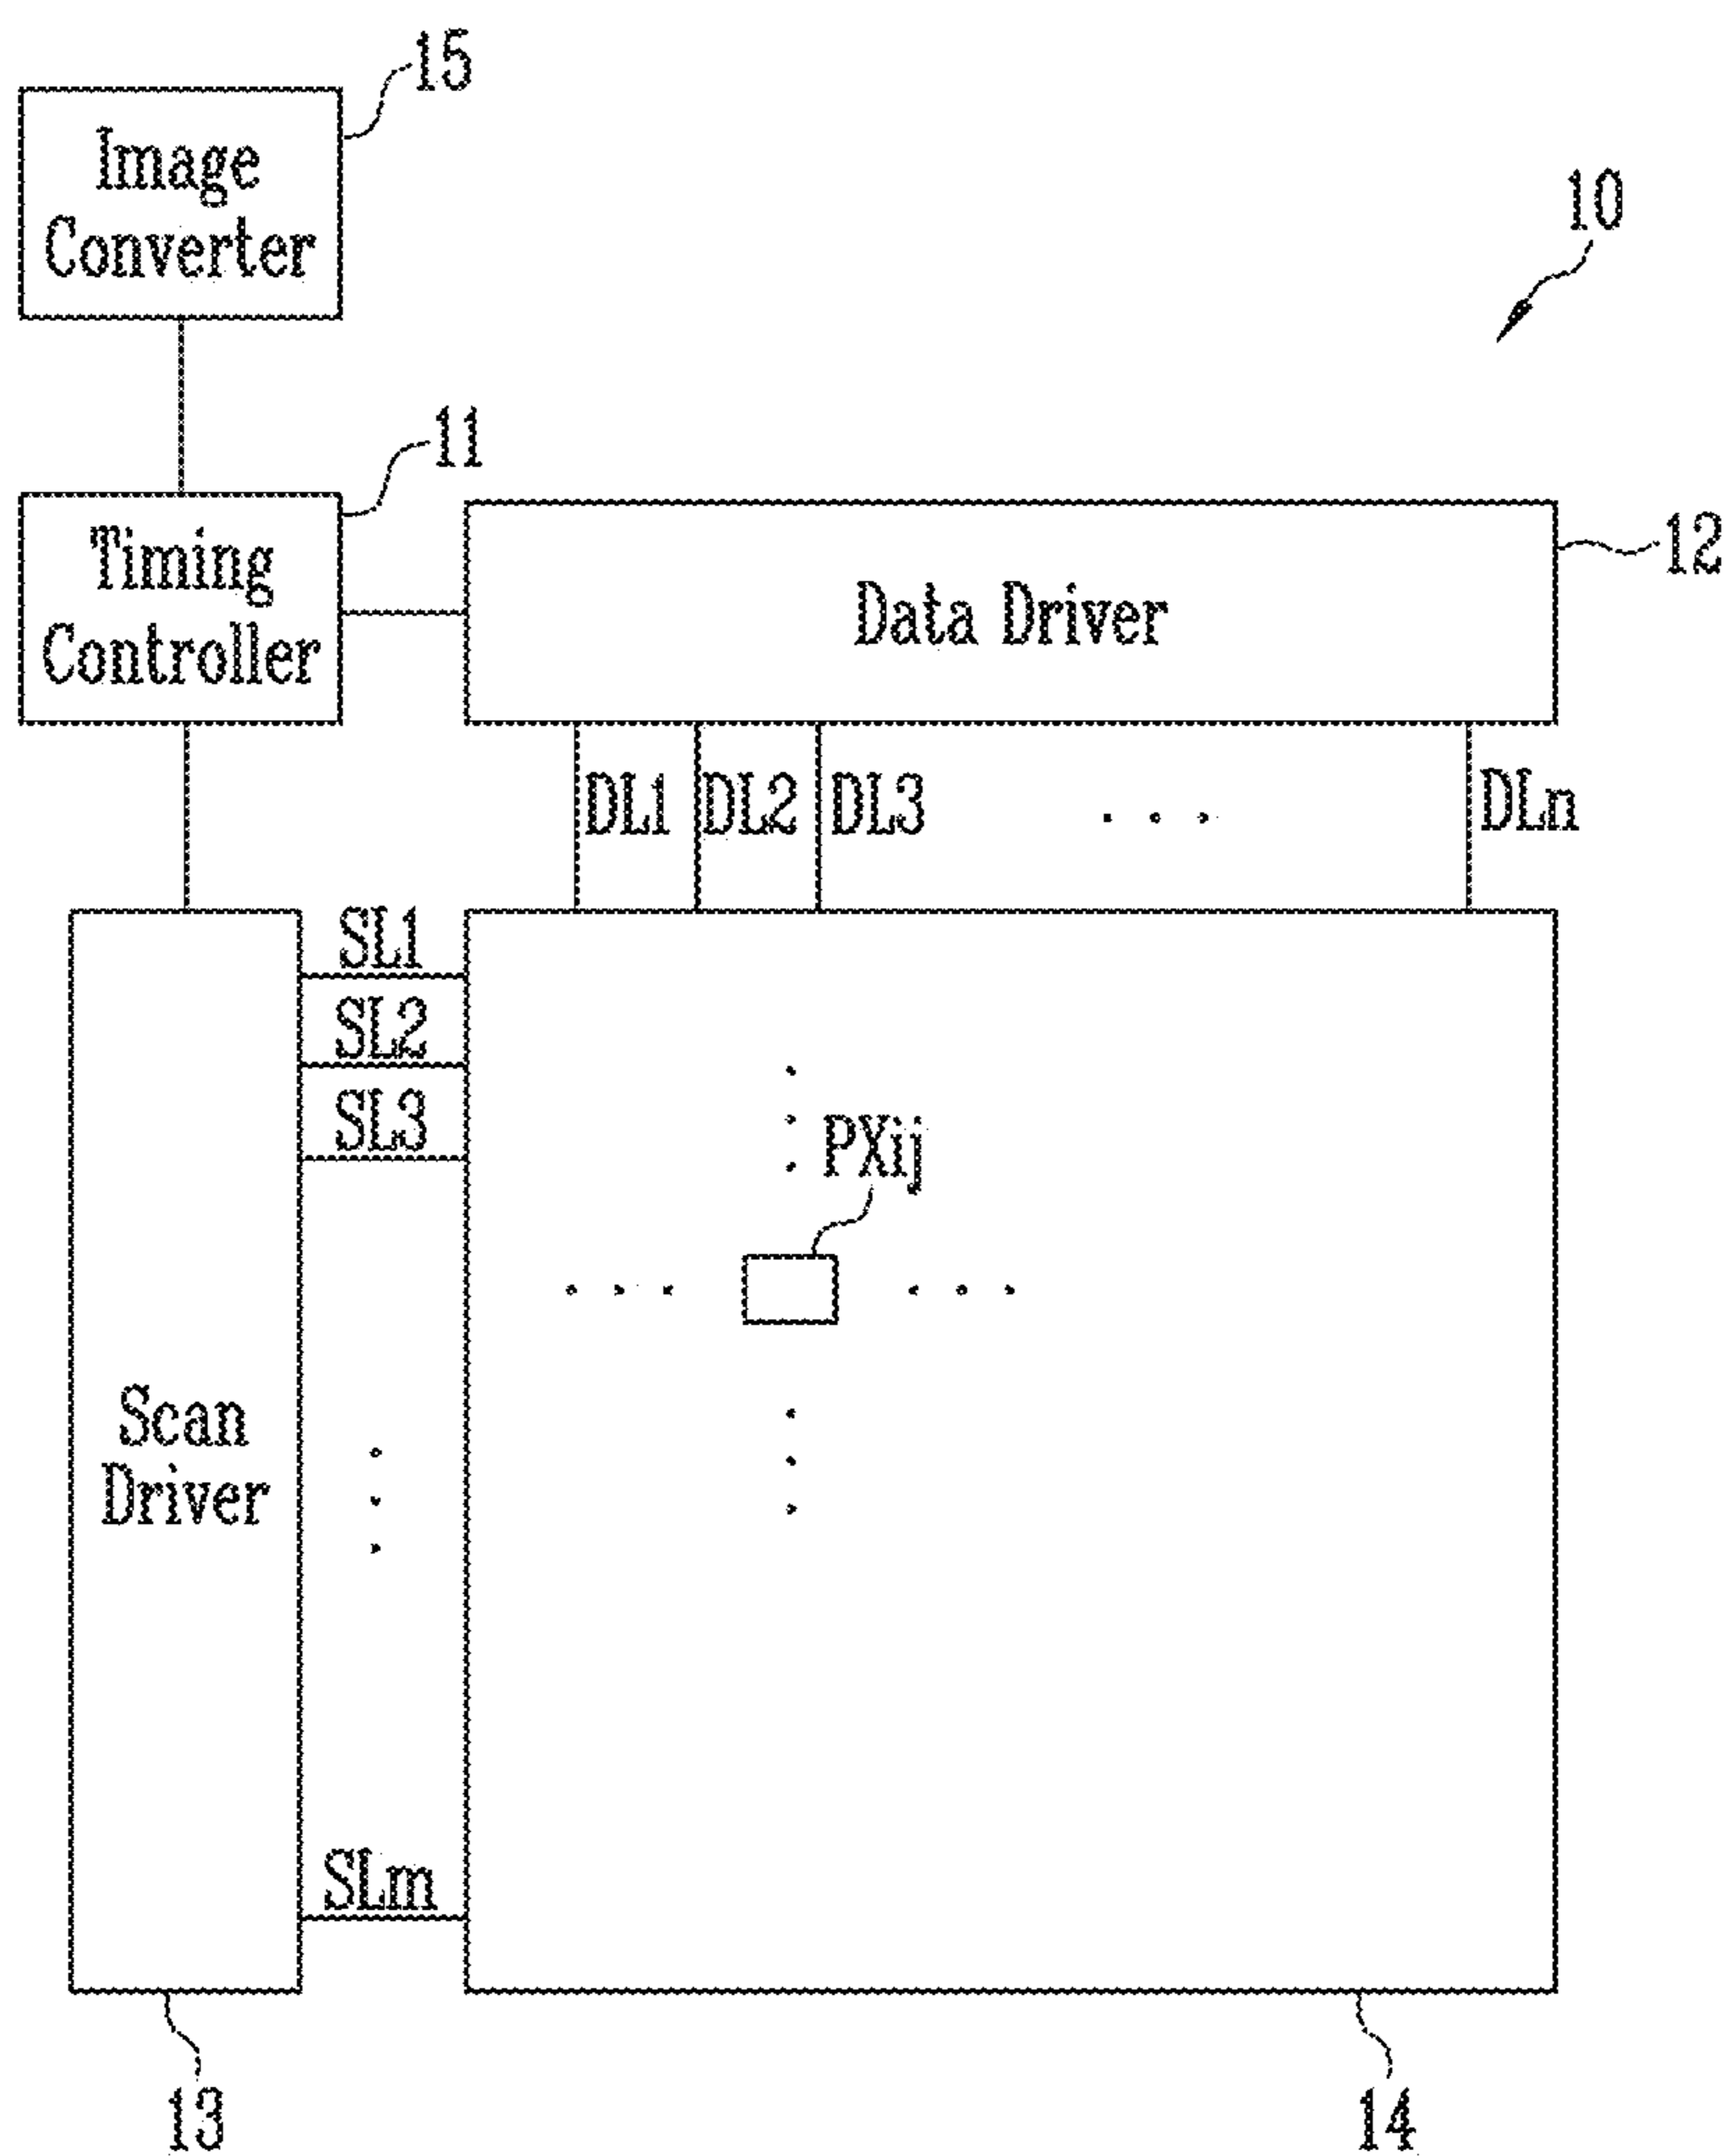 15
Image
Converter
10
11
Timing
Controller
12
Data Driver
DL1 DL2 DL3 . . . DLn
SL1
SL2
SL3
PXij
Scan
Driver
SLm
13
14